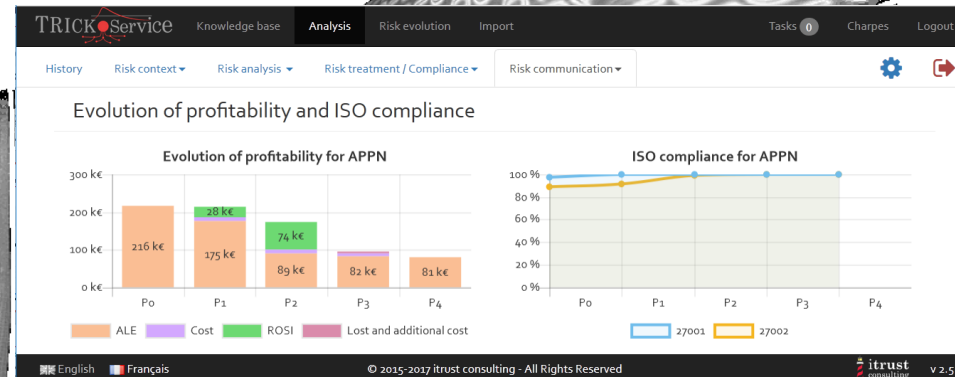 TRICK Service Knowledge base Analysis Risk evolution Import Tasks 0 Charpes Logout
History Risk context Risk analysis Risk treatment / Compliance Risk communication
Evolution of profitability and ISO compliance
Evolution of profitability for APPN
300 k€
200 k€
100 k€
0 k€
216 k€
28 k€
175 k€
74 k€
89 k€
82 k€
81 k€
P0 P1 P2 P3 P4
ALE Cost ROSI Lost and additional cost
ISO compliance for APPN
100 %
80 %
60 %
40 %
20 %
0 %
P0 P1 P2 P3 P4
27001 27002
English Français © 2015-2017 itrust consulting - All Rights Reserved itrust consulting v 2.5